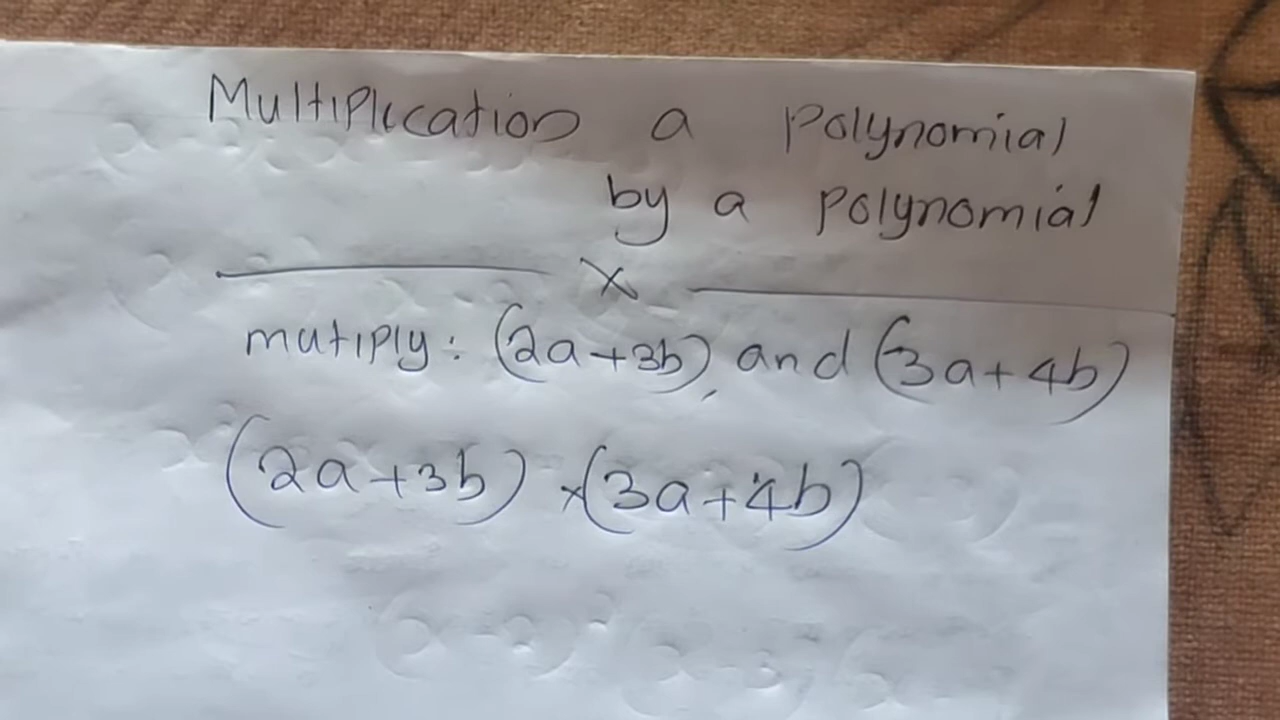 Multiplication a polynomial
by a polynomial
x
mutiply: (2a+3b) and (3a+4b)
(2a+3b) ×(3a+4b)